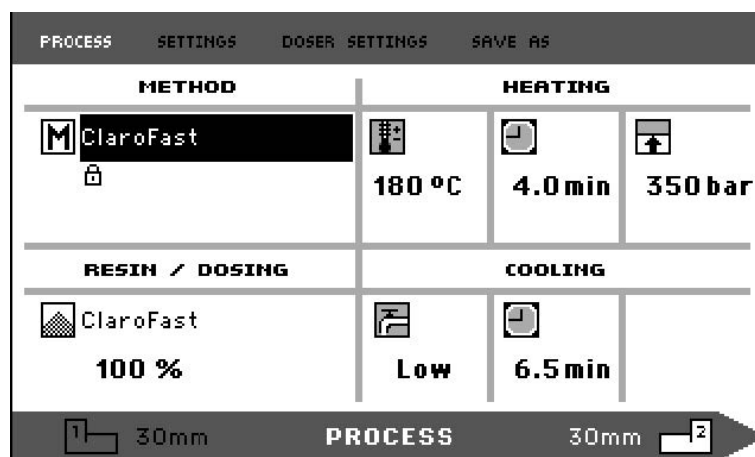 PROCESS SETTINGS DOSER SETTINGS SAVE AS
METHOD HEATING
M ClaroFast
180 ºC 4.0 min 350 bar
RESIN / DOSING COOLING
ClaroFast
100 % Low 6.5 min
1 30mm PROCESS 30mm 2